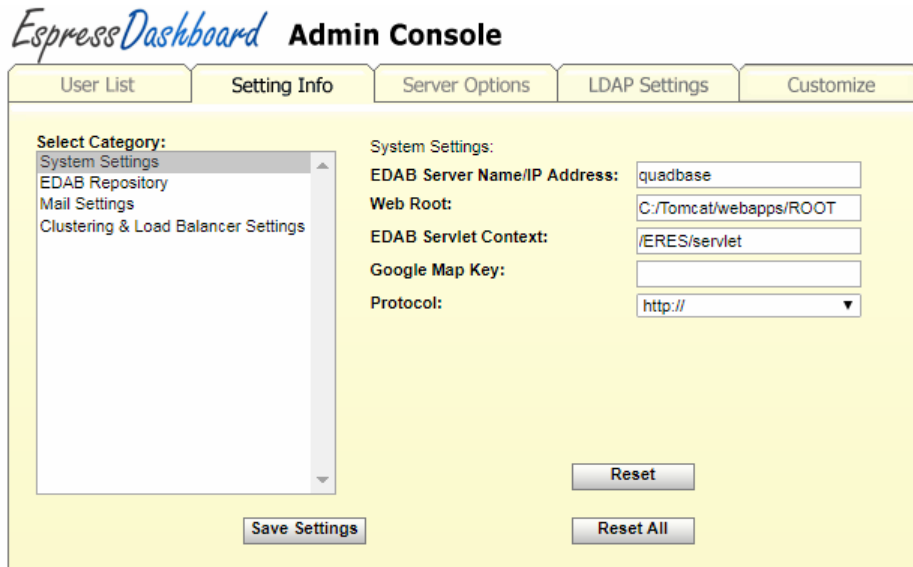 EspressDashboard Admin Console
User List Setting Info Server Options LDAP Settings Customize
Select Category:
System Settings
EDAB Repository
Mail Settings
Clustering & Load Balancer Settings
System Settings:
EDAB Server Name/IP Address: quadbase
Web Root: C:/Tomcat/webapps/ROOT
EDAB Servlet Context: /ERES/servlet
Google Map Key:
Protocol: http://
Reset
Save Settings Reset All